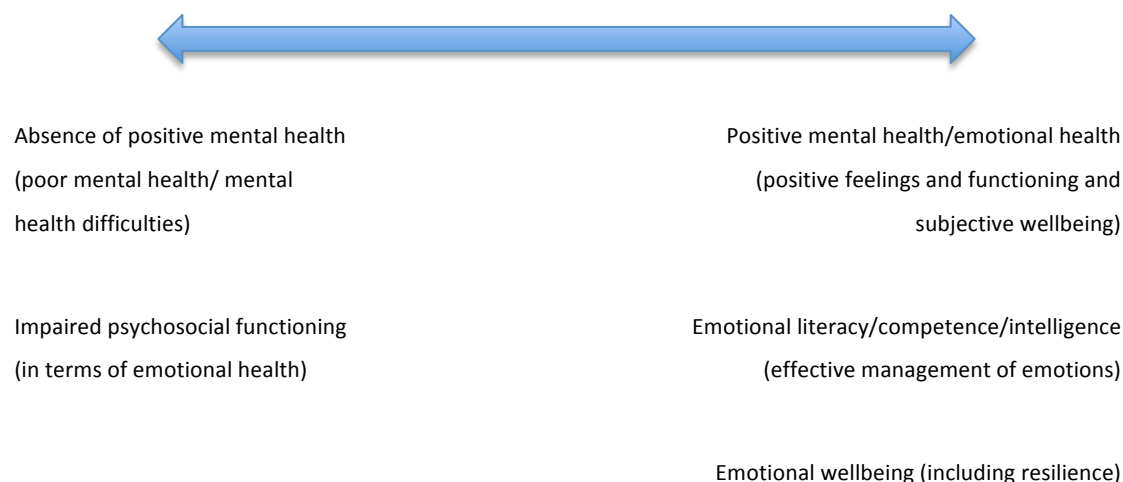 Absence of positive mental health
(poor mental health/ mental
health difficulties)
Positive mental health/emotional health
(positive feelings and functioning and
subjective wellbeing)
Impaired psychosocial functioning
(in terms of emotional health)
Emotional literacy/competence/intelligence
(effective management of emotions)
Emotional wellbeing (including resilience)